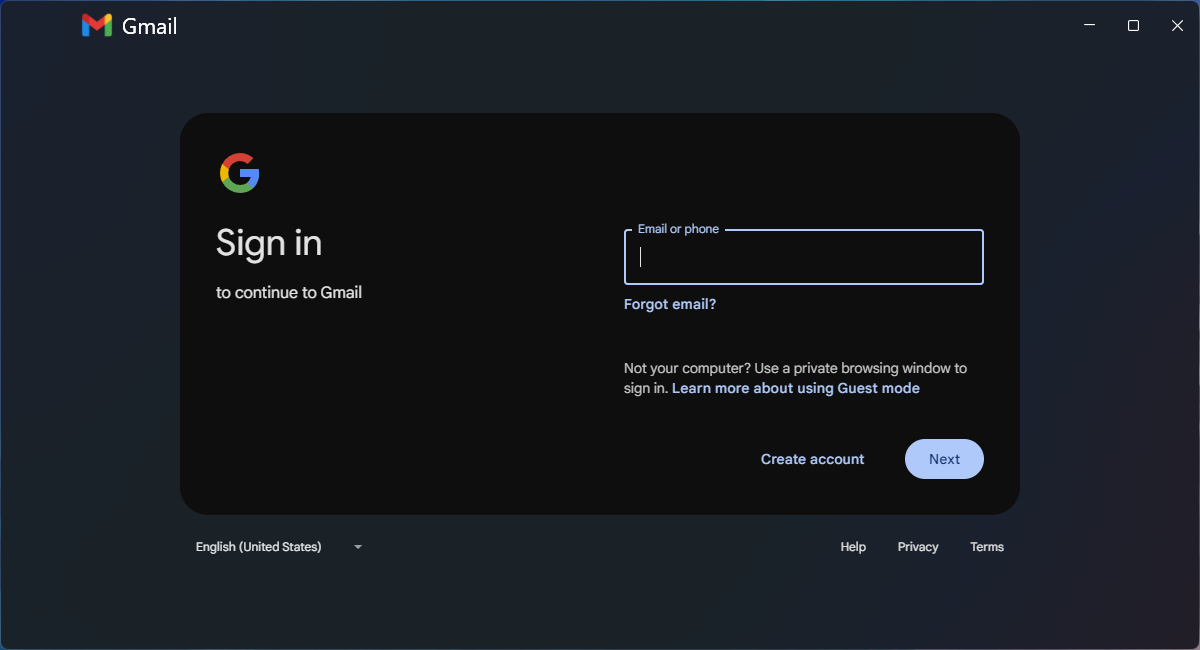 Gmail
Sign in
to continue to Gmail
Email or phone
Forgot email?
Not your computer? Use a private browsing window to
sign in. Learn more about using Guest mode
Create account
Next
English (United States)
Help
Privacy
Terms